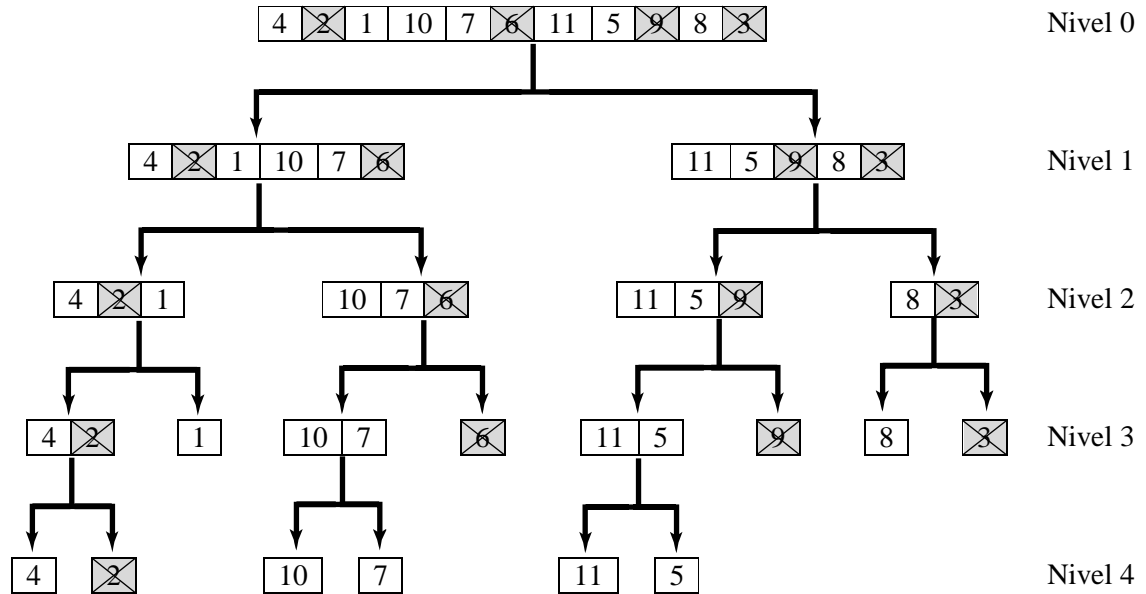 4 2 1 10 7 6 11 5 9 8 3 Nivel 0
4 2 1 10 7 6 11 5 9 8 3 Nivel 1
4 2 1 10 7 6 11 5 9 8 3 Nivel 2
4 2 1 10 7 6 11 5 9 8 3 Nivel 3
4 2 10 7 11 5 Nivel 4